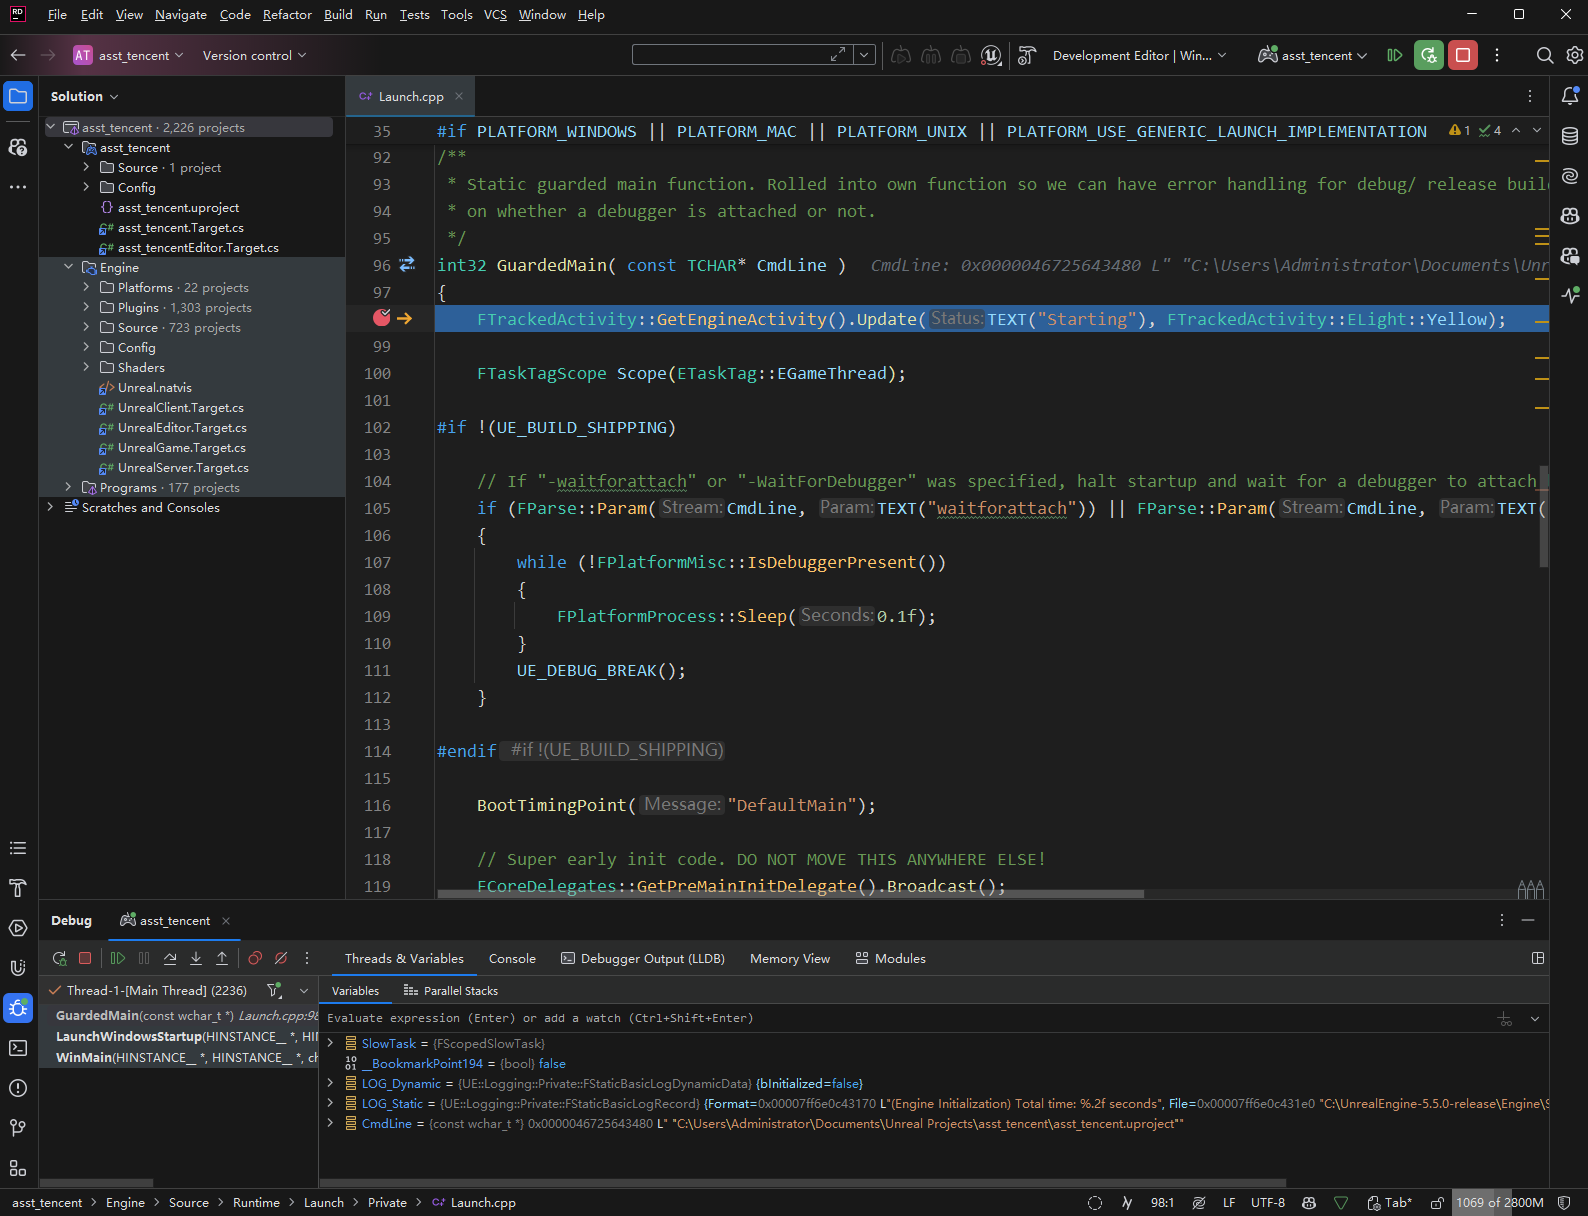 RD File Edit View Navigate Code Refactor Build Run Tests Tools VCS Window Help
AT asst_tencent Version control Development Editor | Win... asst_tencent
Solution
asst_tencent · 2,226 projects
asst_tencent
Source · 1 project
Config
asst_tencent.uproject
C# asst_tencent.Target.cs
C# asst_tencentEditor.Target.cs
Engine
Platforms · 22 projects
Plugins · 1,303 projects
Source · 723 projects
Config
Shaders
Unreal.natvis
C# UnrealClient.Target.cs
C# UnrealEditor.Target.cs
C# UnrealGame.Target.cs
C# UnrealServer.Target.cs
Programs · 177 projects
Scratches and Consoles
Launch.cpp
35 #if PLATFORM_WINDOWS || PLATFORM_MAC || PLATFORM_UNIX || PLATFORM_USE_GENERIC_LAUNCH_IMPLEMENTATION 1 4
92 /**
93 * Static guarded main function. Rolled into own function so we can have error handling for debug/ release buil
94 * on whether a debugger is attached or not.
95 */
96 int32 GuardedMain( const TCHAR* CmdLine ) CmdLine: 0x0000046725643480 L" "C:\Users\Administrator\Documents\Unr
97 {
FTrackedActivity::GetEngineActivity().Update( Status: TEXT("Starting"), FTrackedActivity::ELight::Yellow);
99
100 FTaskTagScope Scope(ETaskTag::EGameThread);
101
102 #if !(UE_BUILD_SHIPPING)
103
104 // If "-waitforattach" or "-WaitForDebugger" was specified, halt startup and wait for a debugger to attach
105 if (FParse::Param( Stream: CmdLine, Param: TEXT("waitforattach")) || FParse::Param( Stream: CmdLine, Param: TEXT(
106 {
107 while (!FPlatformMisc::IsDebuggerPresent())
108 {
109 FPlatformProcess::Sleep( Seconds: 0.1f);
110 }
111 UE_DEBUG_BREAK();
112 }
113
114 #endif #if !(UE_BUILD_SHIPPING)
115
116 BootTimingPoint( Message: "DefaultMain");
117
118 // Super early init code. DO NOT MOVE THIS ANYWHERE ELSE!
119 FCoreDelegates::GetPreMainInitDelegate().Broadcast();
Debug asst_tencent
Threads & Variables Console Debugger Output (LLDB) Memory View Modules
Thread-1-[Main Thread] (2236)
GuardedMain(const wchar_t *) Launch.cpp:98
LaunchWindowsStartup(HINSTANCE__ *, HI
WinMain(HINSTANCE__ *, HINSTANCE__ *, ch
Variables Parallel Stacks
Evaluate expression (Enter) or add a watch (Ctrl+Shift+Enter)
SlowTask = {FScopedSlowTask}
__BookmarkPoint194 = {bool} false
LOG_Dynamic = {UE::Logging::Private::FStaticBasicLogDynamicData} {bInitialized=false}
LOG_Static = {UE::Logging::Private::FStaticBasicLogRecord} {Format=0x00007ff6e0c43170 L"(Engine Initialization) Total time: %.2f seconds", File=0x00007ff6e0c431e0 "C:\UnrealEngine-5.5.0-release\Engine\S
CmdLine = {const wchar_t *} 0x0000046725643480 L" "C:\Users\Administrator\Documents\Unreal Projects\asst_tencent\asst_tencent.uproject""
asst_tencent Engine Source Runtime Launch Private Launch.cpp 98:1 LF UTF-8 Tab* 1069 of 2800M